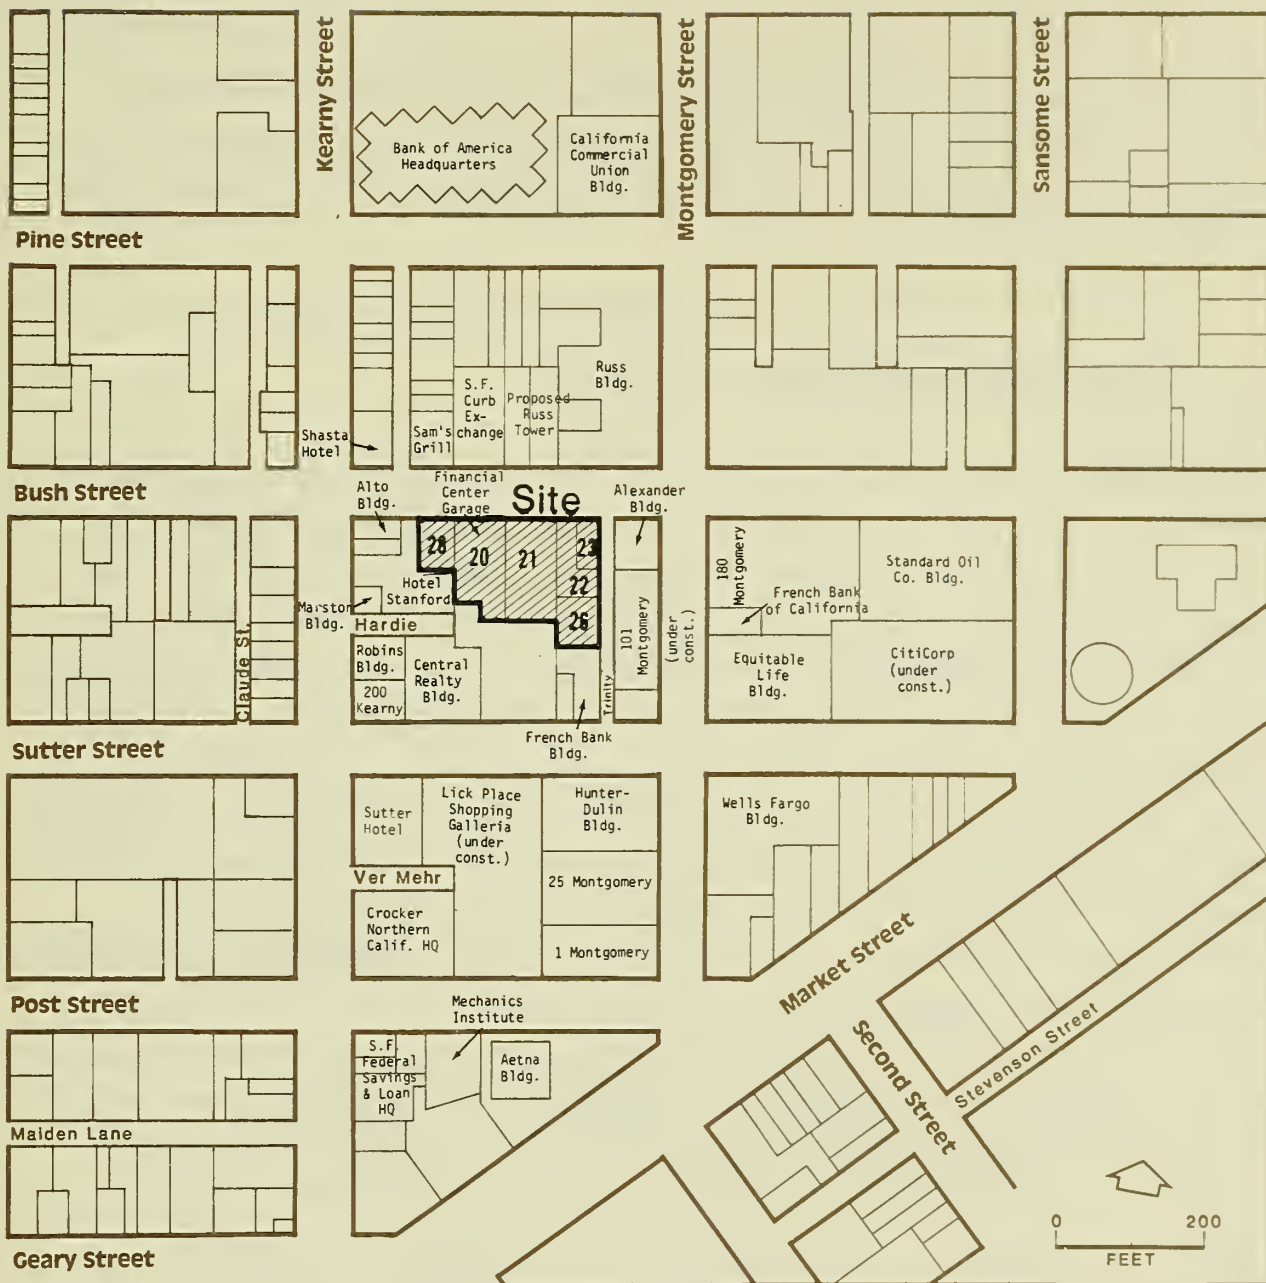 Kearny Street
Montgomery Street
Sansome Street
Bank of America
Headquarters
California
Commercial
Union
Bldg.
Pine Street
Russ
Bldg.
S.F.
Curb
Ex-
change
Proposed
Russ
Tower
Sam's
Grill
Shasta
Hotel
Bush Street
Alto
Bldg.
Financial
Center
Garage
Site
Alexander
Bldg.
28
20
21
23
22
26
Hotel
Stanford
Marston
Bldg.
Hardie
Robins
Bldg.
200
Kearny
Central
Realty
Bldg.
Trinity
101
Montgomery
(under
const.)
180
Montgomery
French Bank
of California
Standard Oil
Co. Bldg.
Equitable
Life
Bldg.
CitiCorp
(under
const.)
Claude St.
French Bank
Bldg.
Sutter Street
Sutter
Hotel
Lick Place
Shopping
Galleria
(under
const.)
Hunter-
Dulin
Bldg.
Wells Fargo
Bldg.
Ver Mehr
25 Montgomery
Crocker
Northern
Calif. HQ
1 Montgomery
Market Street
Post Street
Mechanics
Institute
Second Street
Stevenson Street
S.F.
Federal
Savings
& Loan
HQ
Aetna
Bldg.
Maiden Lane
0 200
FEET
Geary Street